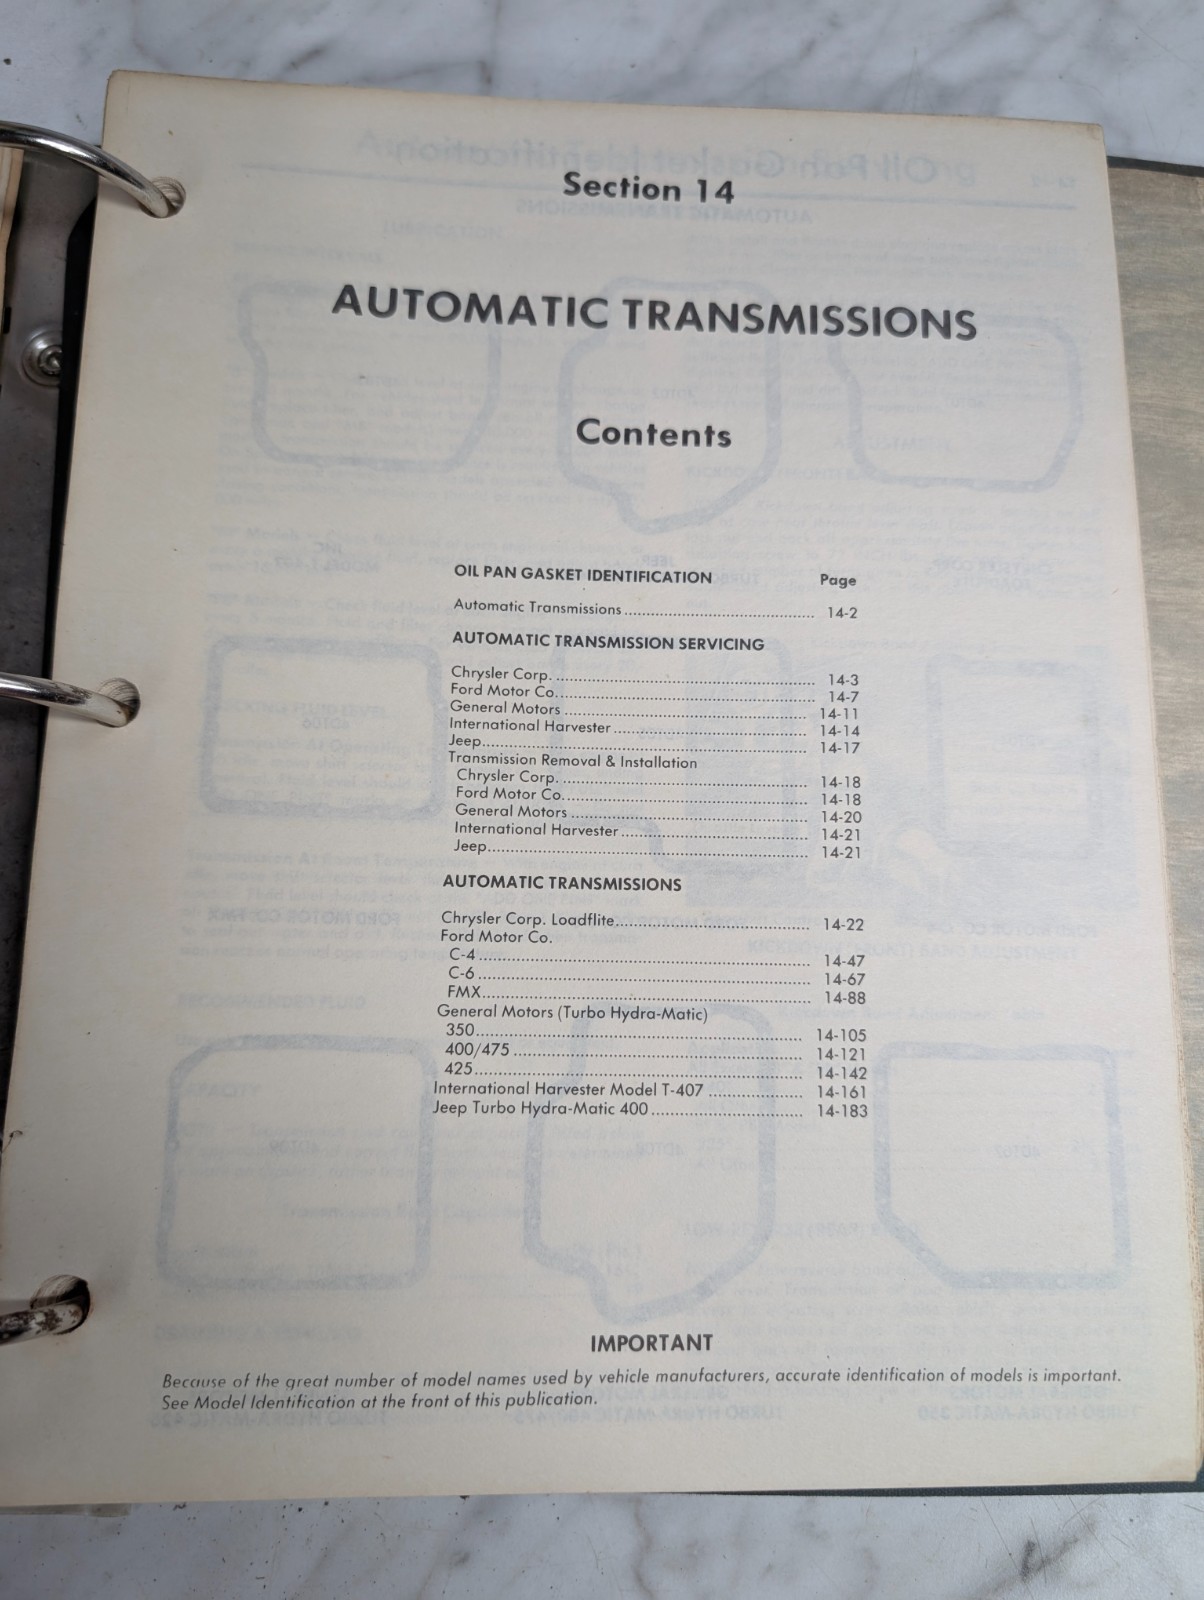 Section 14
AUTOMATIC TRANSMISSIONS
Contents
OIL PAN GASKET IDENTIFICATION Page
Automatic Transmissions 14-2
AUTOMATIC TRANSMISSION SERVICING
Chrysler Corp. 14-3
Ford Motor Co. 14-7
General Motors 14-11
International Harvester 14-14
Jeep 14-17
Transmission Removal & Installation
Chrysler Corp. 14-18
Ford Motor Co. 14-18
General Motors 14-20
International Harvester 14-21
Jeep 14-21
AUTOMATIC TRANSMISSIONS
Chrysler Corp. Loadflite 14-22
Ford Motor Co.
C-4 14-47
C-6 14-67
FMX 14-88
General Motors (Turbo Hydra-Matic)
350 14-105
400/475 14-121
425 14-142
International Harvester Model T-407 14-161
Jeep Turbo Hydra-Matic 400 14-183
IMPORTANT
Because of the great number of model names used by vehicle manufacturers, accurate identification of models is important.
See Model Identification at the front of this publication.